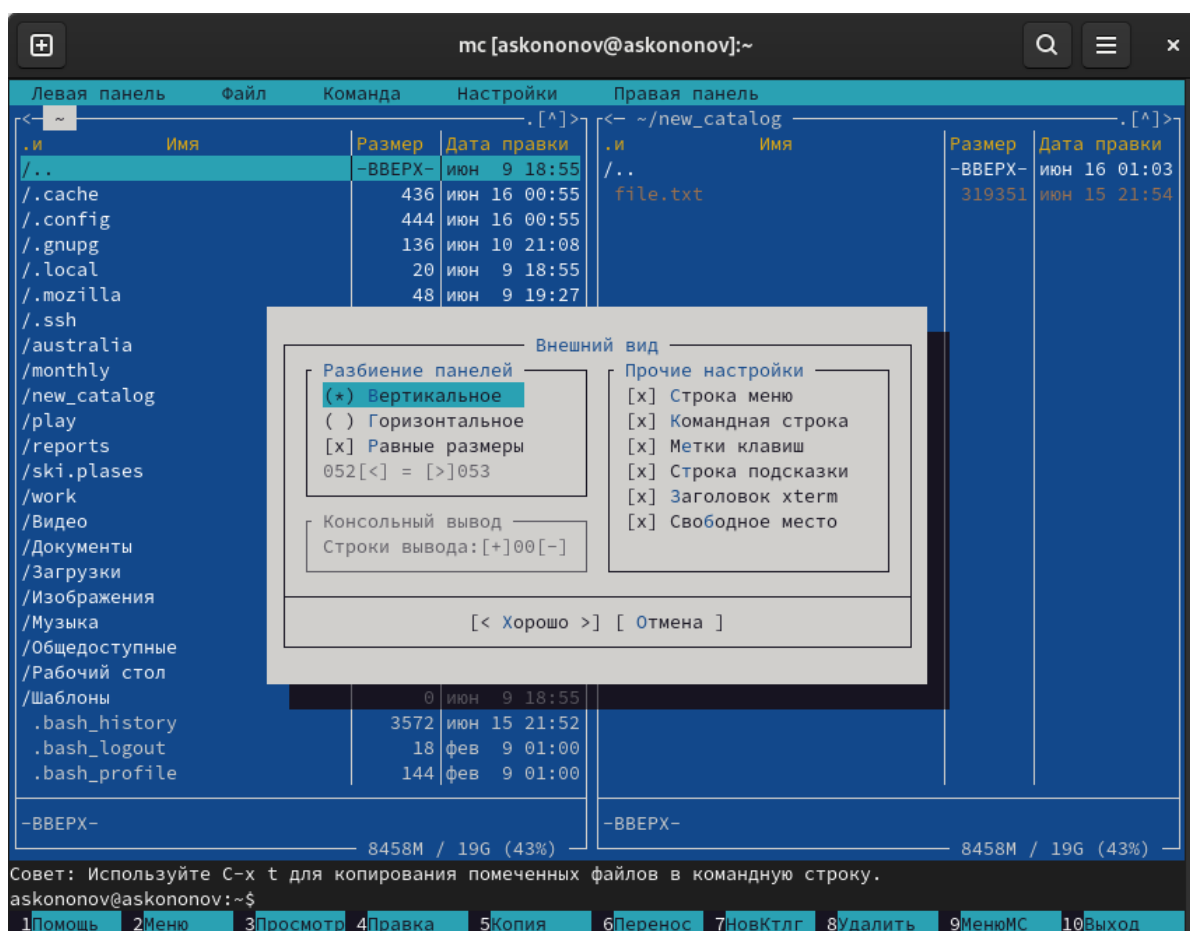 mc [askononov@askononov]:~
Левая панель Файл Команда Настройки Правая панель
<- ~ .[^]> <- ~/new_catalog .[^]>
.и Имя Размер Дата правки .и Имя Размер Дата правки
/.. -ВВЕРХ- июн 9 18:55 /.. -ВВЕРХ- июн 16 01:03
/.cache 436 июн 16 00:55 file.txt 319351 июн 15 21:54
/.config 444 июн 16 00:55
/.gnupg 136 июн 10 21:08
/.local 20 июн 9 18:55
/.mozilla 48 июн 9 19:27
/.ssh
/australia
/monthly
/new_catalog
/play
/reports
/ski.plases
/work
/Видео
/Документы
/Загрузки
/Изображения
/Музыка
/Общедоступные
/Рабочий стол
/Шаблоны 0 июн 9 18:55
.bash_history 3572 июн 15 21:52
.bash_logout 18 фев 9 01:00
.bash_profile 144 фев 9 01:00
Внешний вид
Разбиение панелей
(*) Вертикальное
( ) Горизонтальное
[x] Равные размеры
052[<] = [>]053
Консольный вывод
Строки вывода:[+]00[-]
Прочие настройки
[x] Строка меню
[x] Командная строка
[x] Метки клавиш
[x] Строка подсказки
[x] Заголовок xterm
[x] Свободное место
[< Хорошо >] [ Отмена ]
-ВВЕРХ- -ВВЕРХ-
8458M / 19G (43%) 8458M / 19G (43%)
Совет: Используйте C-x t для копирования помеченных файлов в командную строку.
askononov@askononov:~$
1Помощь 2Меню 3Просмотр 4Правка 5Копия 6Перенос 7НовКтлг 8Удалить 9МенюMC 10Выход